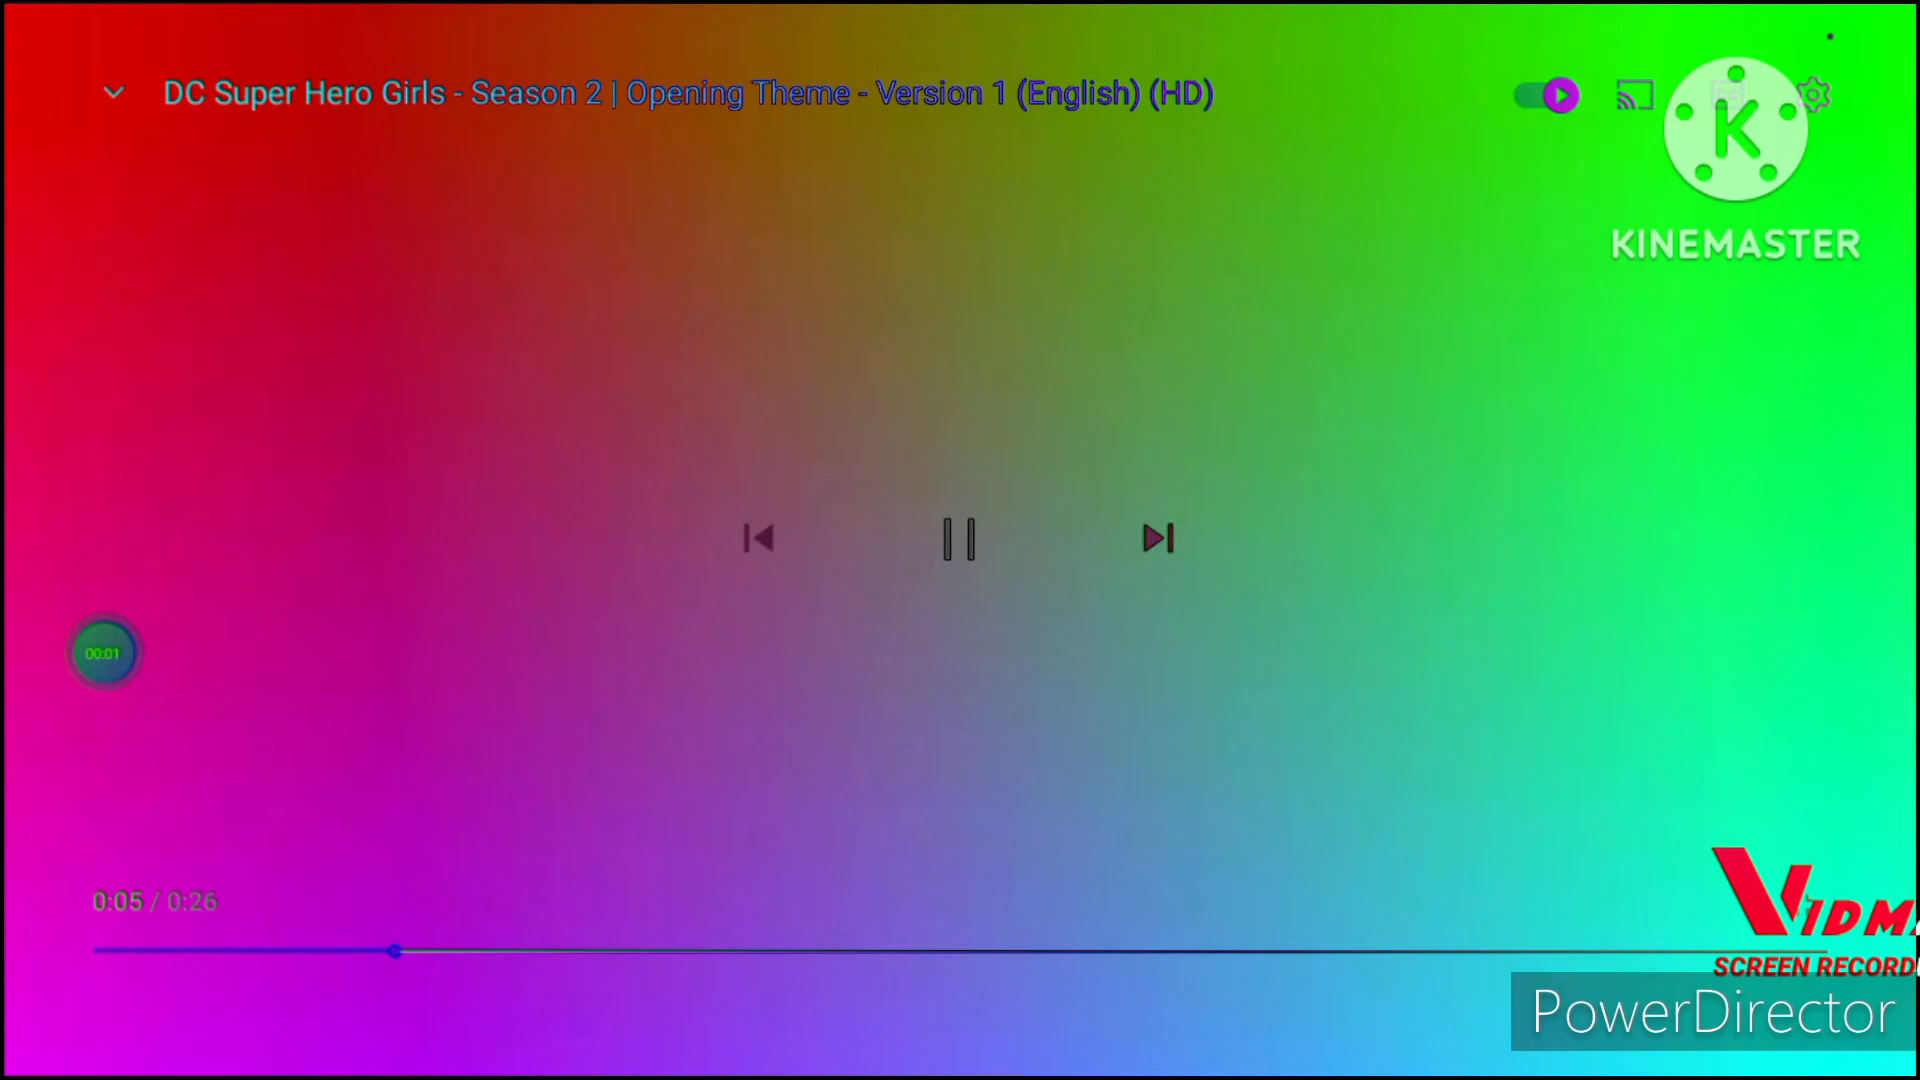 DC Super Hero Girls - Season 2 | Opening Theme - Version 1 (English) (HD)
K
KINEMASTER
00:01
0:05 / 0:26
VIDMA
SCREEN RECORD
PowerDirector